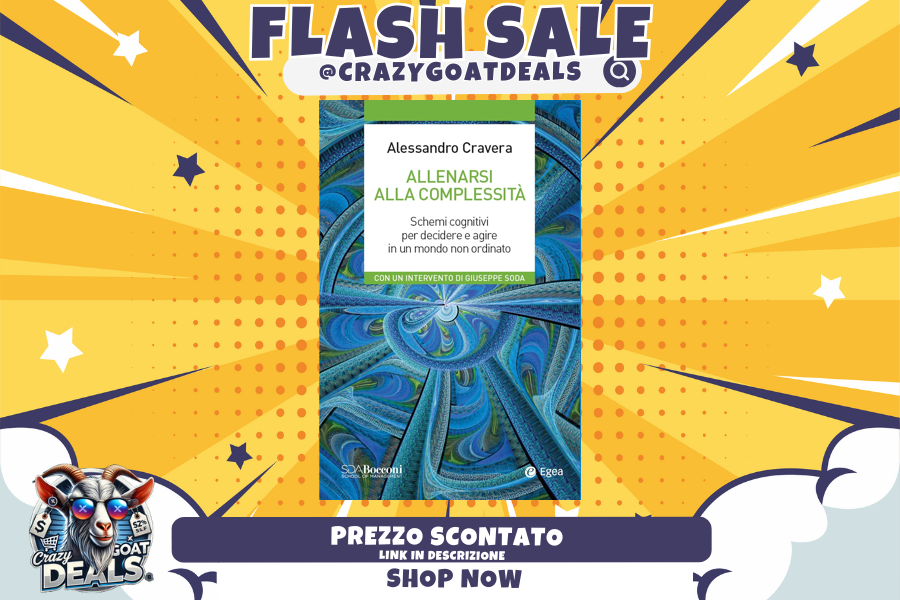 FLASH SALE
@CRAZYGOATDEALS
Alessandro Cravera
ALLENARSI
ALLA COMPLESSITÀ
Schemi cognitivi
per decidere e agire
in un mondo non ordinato
CON UN INTERVENTO DI GIUSEPPE SODA
SDA Bocconi
SCHOOL OF MANAGEMENT
Egea
$
52%
Crazy
GOAT
DEALS
PREZZO SCONTATO
LINK IN DESCRIZIONE
SHOP NOW